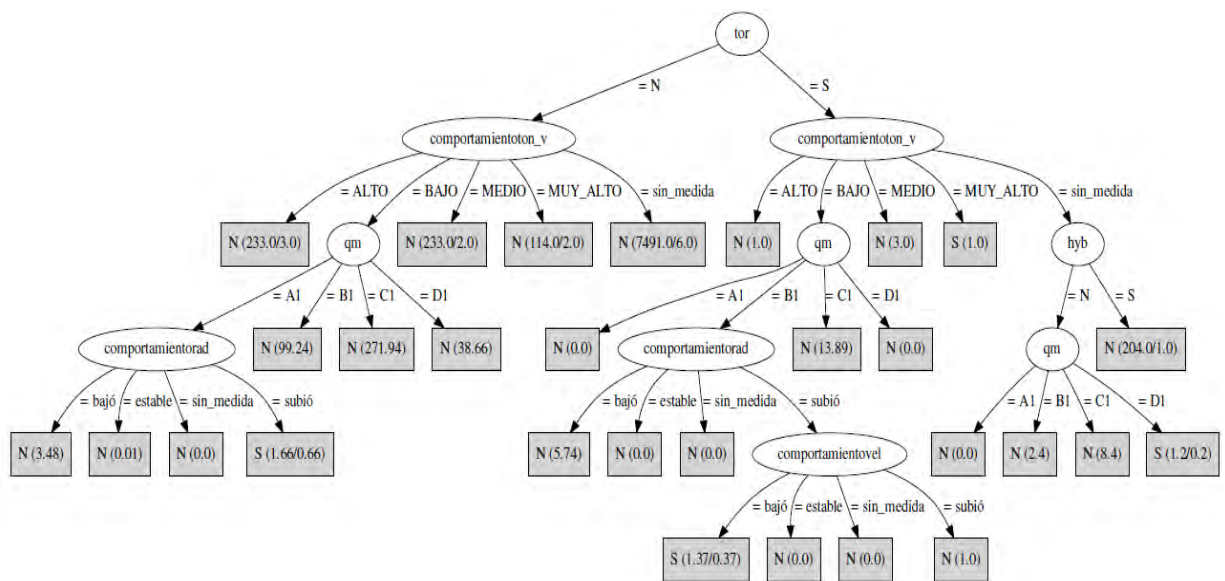 tor
= N = S
comportamientoton_v comportamientoton_v
= ALTO = BAJO = MEDIO = MUY_ALTO = sin_medida = ALTO = BAJO = MEDIO = MUY_ALTO = sin_medida
N (233.0/3.0) qm N (233.0/2.0) N (114.0/2.0) N (7491.0/6.0) N (1.0) qm N (3.0) S (1.0) hyb
= A1 = B1 = C1 = D1 = A1 = B1 = C1 = D1 = N = S
comportamientorad N (99.24) N (271.94) N (38.66) N (0.0) comportamientorad N (13.89) N (0.0) qm N (204.0/1.0)
= bajó = estable = sin_medida = subió = bajó = estable = sin_medida = subió = A1 = B1 = C1 = D1
N (3.48) N (0.01) N (0.0) S (1.66/0.66) N (5.74) N (0.0) N (0.0) comportamientovel N (0.0) N (2.4) N (8.4) S (1.2/0.2)
= bajó = estable = sin_medida = subió
S (1.37/0.37) N (0.0) N (0.0) N (1.0)